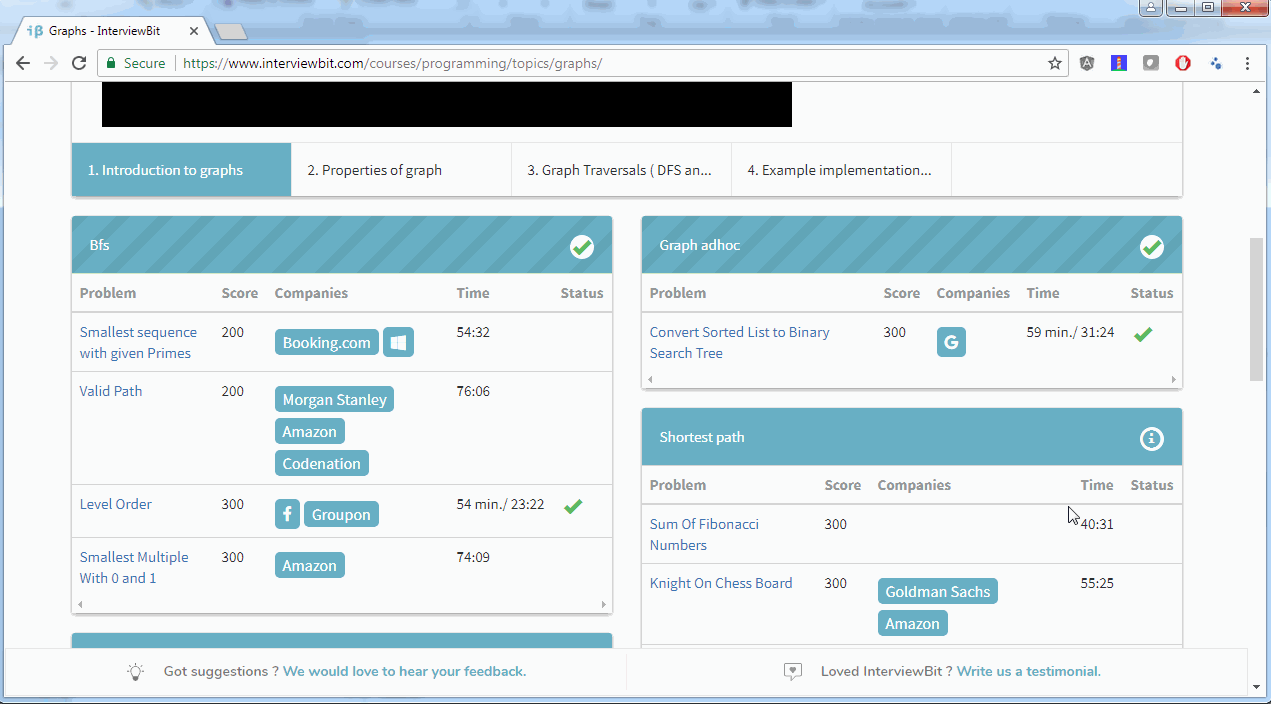 Graphs - InterviewBit
Secure
https://www.interviewbit.com/courses/programming/topics/graphs/
1. Introduction to graphs
2. Properties of graph
3. Graph Traversals ( DFS an...
4. Example implementation...
Bfs
Problem Score Companies Time Status
Smallest sequence 200 Booking.com 54:32
with given Primes
Valid Path 200 Morgan Stanley 76:06
Amazon
Codenation
Level Order 300 f Groupon 54 min./ 23:22
Smallest Multiple 300 Amazon 74:09
With 0 and 1
Graph adhoc
Problem Score Companies Time Status
Convert Sorted List to Binary 300 G 59 min./ 31:24
Search Tree
Shortest path
Problem Score Companies Time Status
Sum Of Fibonacci 300 40:31
Numbers
Knight On Chess Board 300 Goldman Sachs 55:25
Amazon
Got suggestions ? We would love to hear your feedback.
Loved InterviewBit ? Write us a testimonial.